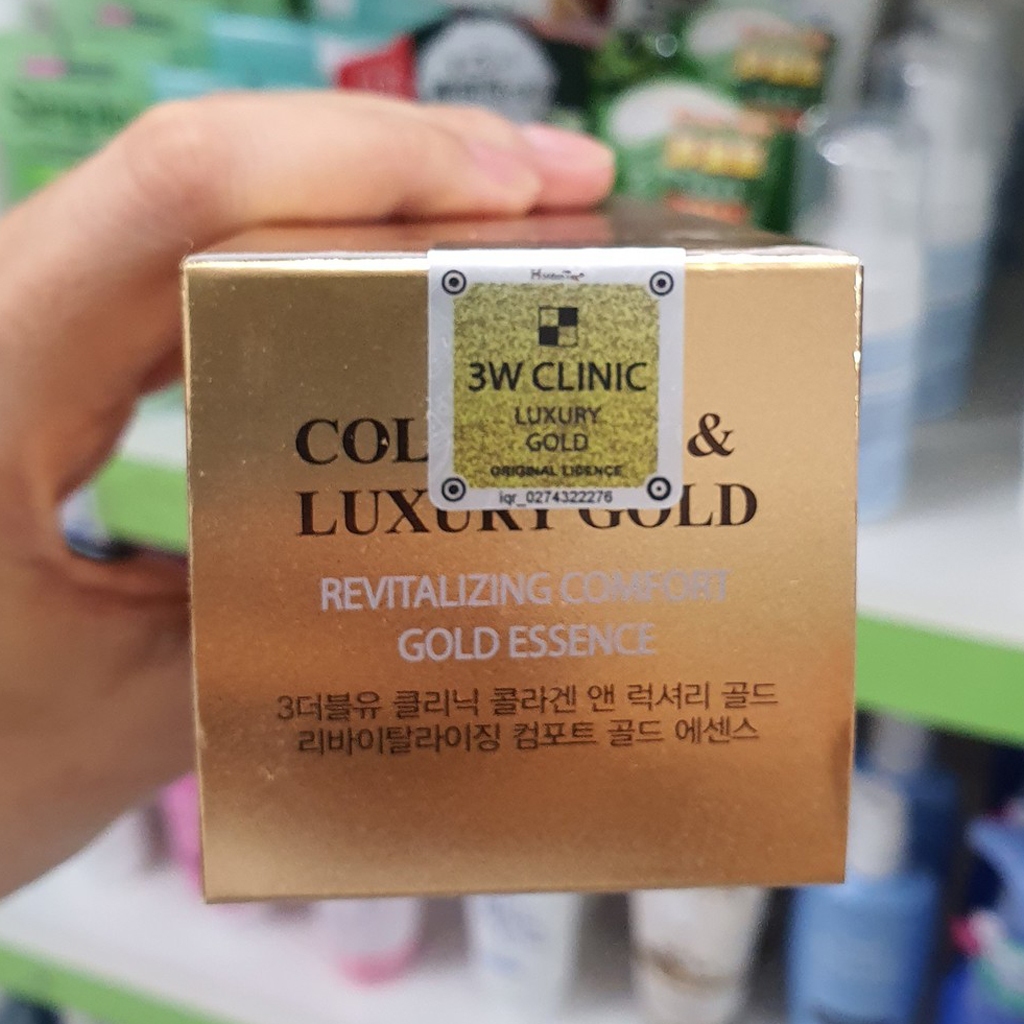 HiddenTag
3W CLINIC
LUXURY
GOLD
ORIGINAL LICENCE
iqr_0274322276
COL &
LUXURY GOLD
REVITALIZING COMFORT
GOLD ESSENCE
3더블유 클리닉 콜라겐 앤 럭셔리 골드
리바이탈라이징 컴포트 골드 에센스